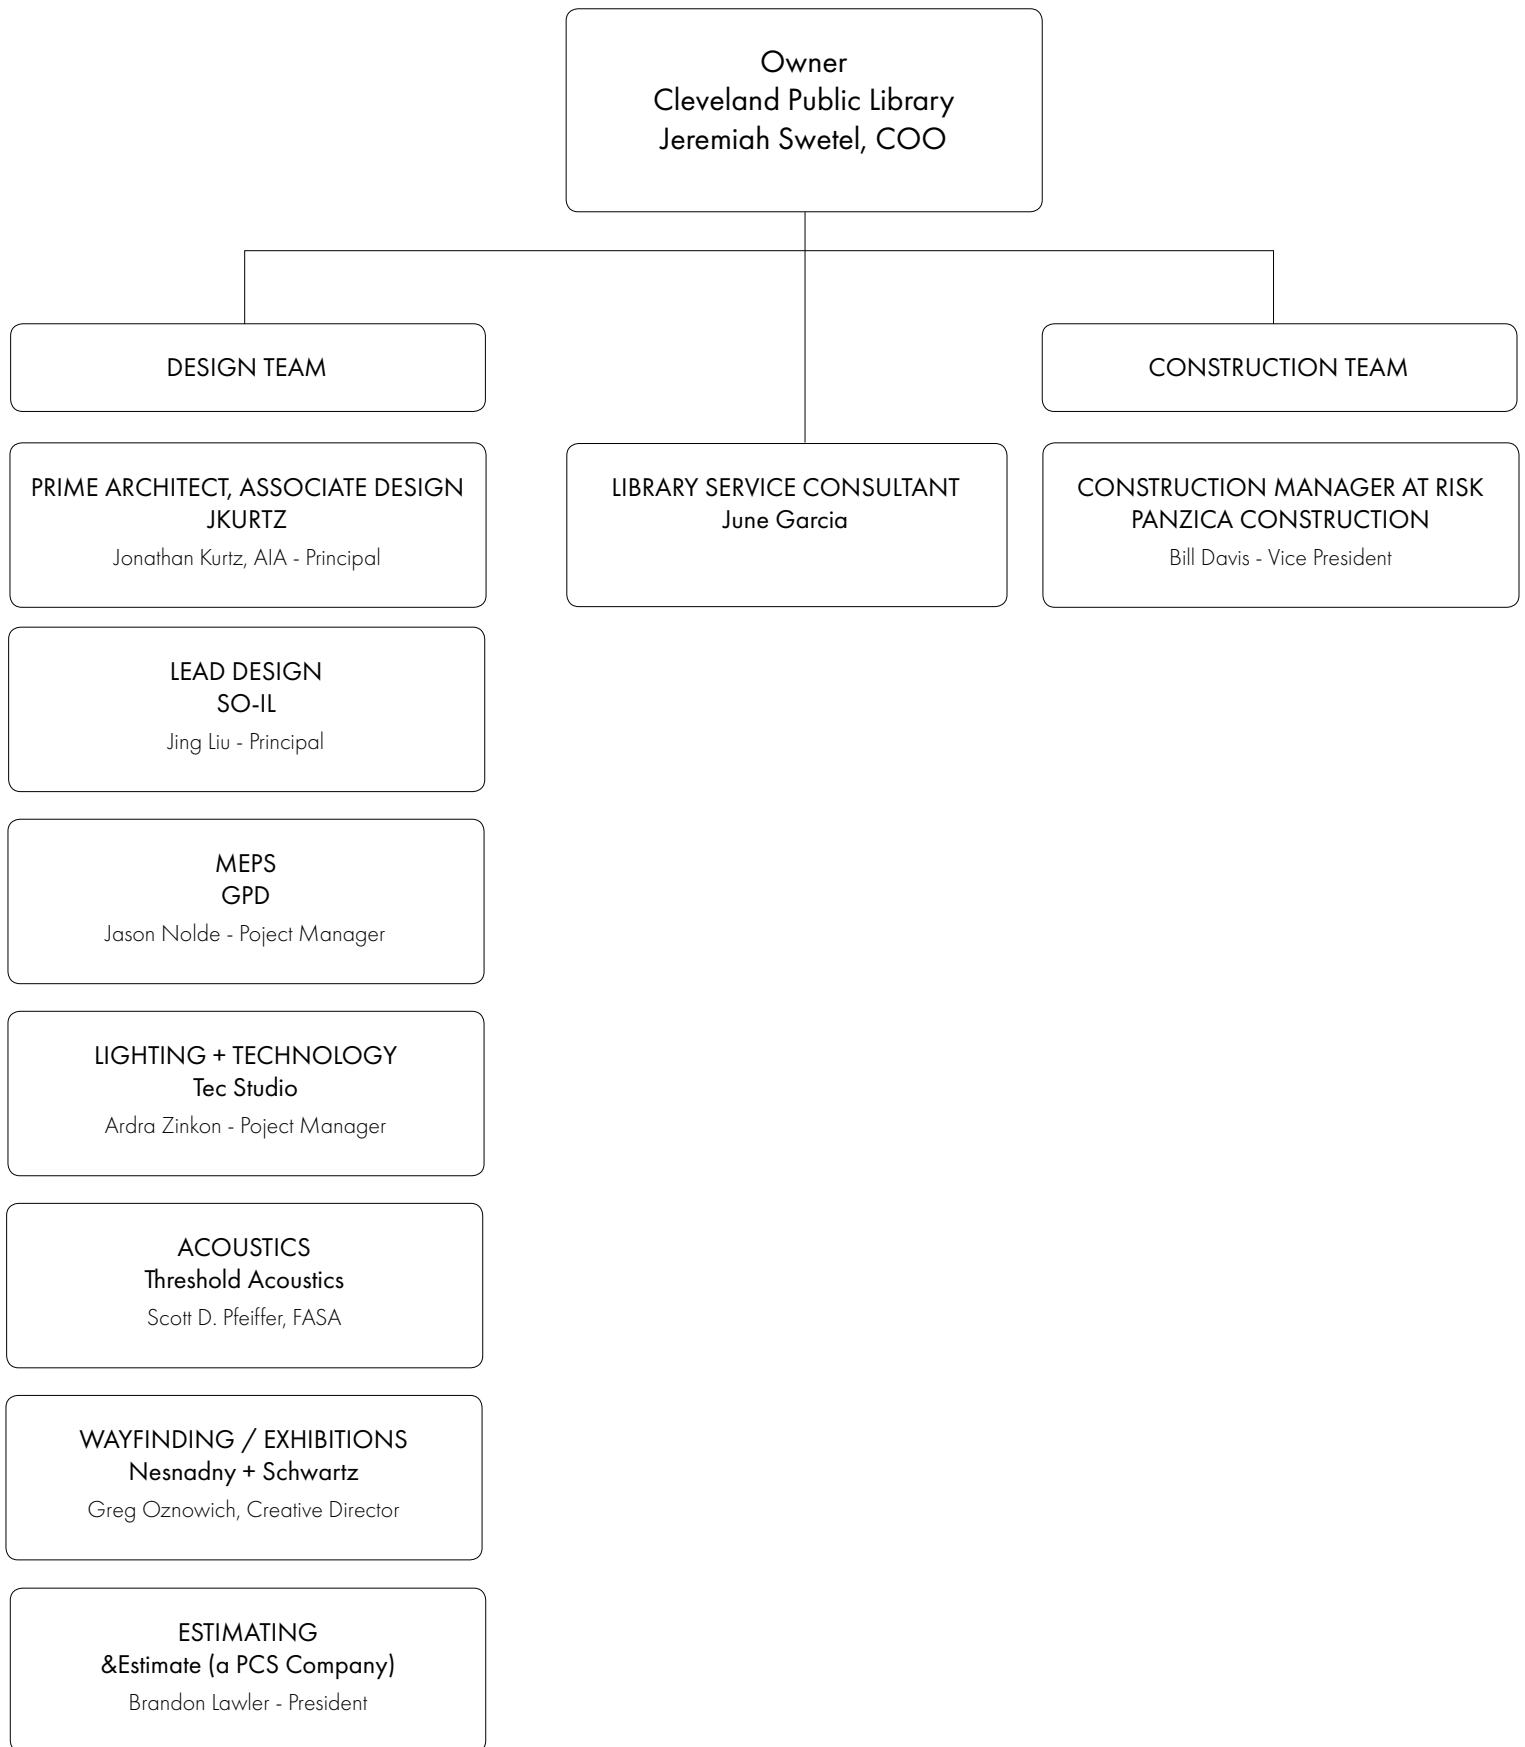 Owner
Cleveland Public Library
Jeremiah Swetel, COO
DESIGN TEAM
CONSTRUCTION TEAM
PRIME ARCHITECT, ASSOCIATE DESIGN
JKURTZ
Jonathan Kurtz, AIA - Principal
LIBRARY SERVICE CONSULTANT
June Garcia
CONSTRUCTION MANAGER AT RISK
PANZICA CONSTRUCTION
Bill Davis - Vice President
LEAD DESIGN
SO-IL
Jing Liu - Principal
MEPS
GPD
Jason Nolde - Poject Manager
LIGHTING + TECHNOLOGY
Tec Studio
Ardra Zinkon - Poject Manager
ACOUSTICS
Threshold Acoustics
Scott D. Pfeiffer, FASA
WAYFINDING / EXHIBITIONS
Nesnadny + Schwartz
Greg Oznowich, Creative Director
ESTIMATING
&Estimate (a PCS Company)
Brandon Lawler - President